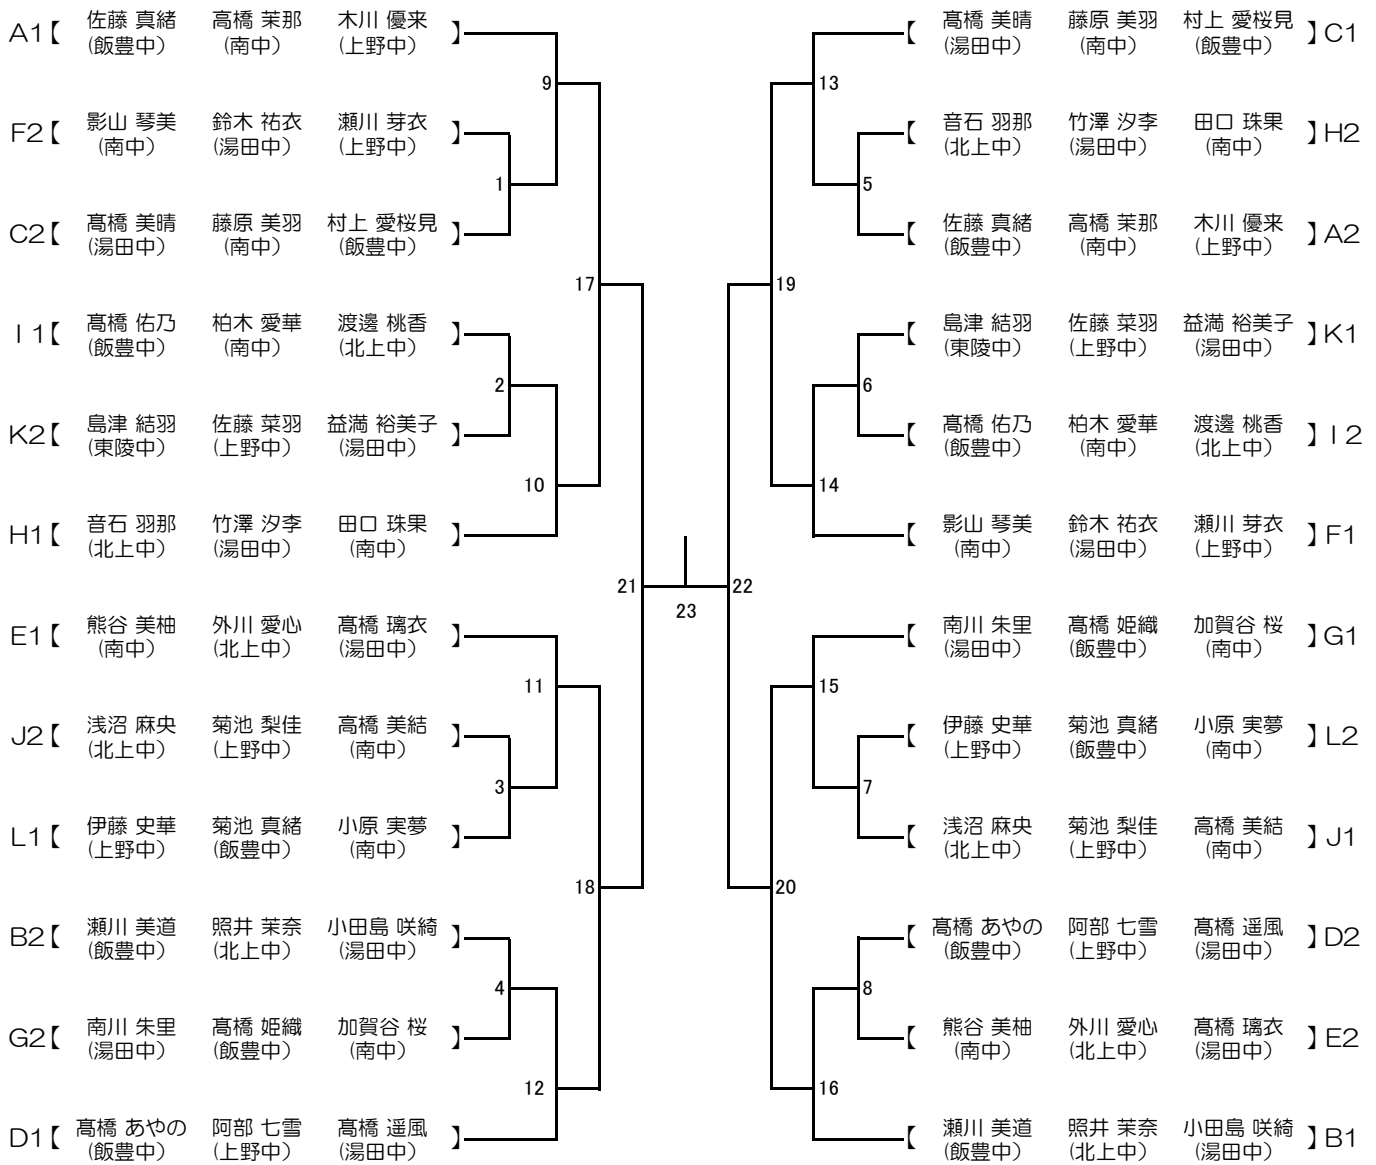 A1【 佐藤 真緒 高橋 茉那 木川 優来 】
(飯豊中) (南中) (上野中)
9
F2【 影山 琴美 鈴木 祐衣 瀬川 芽衣 】
(南中) (湯田中) (上野中)
1
C2【 髙橋 美晴 藤原 美羽 村上 愛桜見 】
(湯田中) (南中) (飯豊中)
17
I1【 髙橋 佑乃 柏木 愛華 渡邊 桃香 】
(飯豊中) (南中) (北上中)
2
K2【 島津 結羽 佐藤 菜羽 益満 裕美子 】
(東陵中) (上野中) (湯田中)
10
H1【 音石 羽那 竹澤 汐李 田口 珠果 】
(北上中) (湯田中) (南中)
21
E1【 熊谷 美柚 外川 愛心 髙橋 璃衣 】
(南中) (北上中) (湯田中)
11
J2【 浅沼 麻央 菊池 梨佳 高橋 美結 】
(北上中) (上野中) (南中)
3
L1【 伊藤 史華 菊池 真緒 小原 実夢 】
(上野中) (飯豊中) (南中)
18
B2【 瀬川 美道 照井 茉奈 小田島 咲綺 】
(飯豊中) (北上中) (湯田中)
4
G2【 南川 朱里 髙橋 姫織 加賀谷 桜 】
(湯田中) (飯豊中) (南中)
12
D1【 髙橋 あやの 阿部 七雪 髙橋 遥風 】
(飯豊中) (上野中) (湯田中)
23
【 髙橋 美晴 藤原 美羽 村上 愛桜見 】C1
(湯田中) (南中) (飯豊中)
13
【 音石 羽那 竹澤 汐李 田口 珠果 】H2
(北上中) (湯田中) (南中)
5
【 佐藤 真緒 高橋 茉那 木川 優来 】A2
(飯豊中) (南中) (上野中)
19
【 島津 結羽 佐藤 菜羽 益満 裕美子 】K1
(東陵中) (上野中) (湯田中)
6
【 髙橋 佑乃 柏木 愛華 渡邊 桃香 】I2
(飯豊中) (南中) (北上中)
14
【 影山 琴美 鈴木 祐衣 瀬川 芽衣 】F1
(南中) (湯田中) (上野中)
22
【 南川 朱里 髙橋 姫織 加賀谷 桜 】G1
(湯田中) (飯豊中) (南中)
15
【 伊藤 史華 菊池 真緒 小原 実夢 】L2
(上野中) (飯豊中) (南中)
7
【 浅沼 麻央 菊池 梨佳 高橋 美結 】J1
(北上中) (上野中) (南中)
20
【 髙橋 あやの 阿部 七雪 髙橋 遥風 】D2
(飯豊中) (上野中) (湯田中)
8
【 熊谷 美柚 外川 愛心 髙橋 璃衣 】E2
(南中) (北上中) (湯田中)
16
【 瀬川 美道 照井 茉奈 小田島 咲綺 】B1
(飯豊中) (北上中) (湯田中)